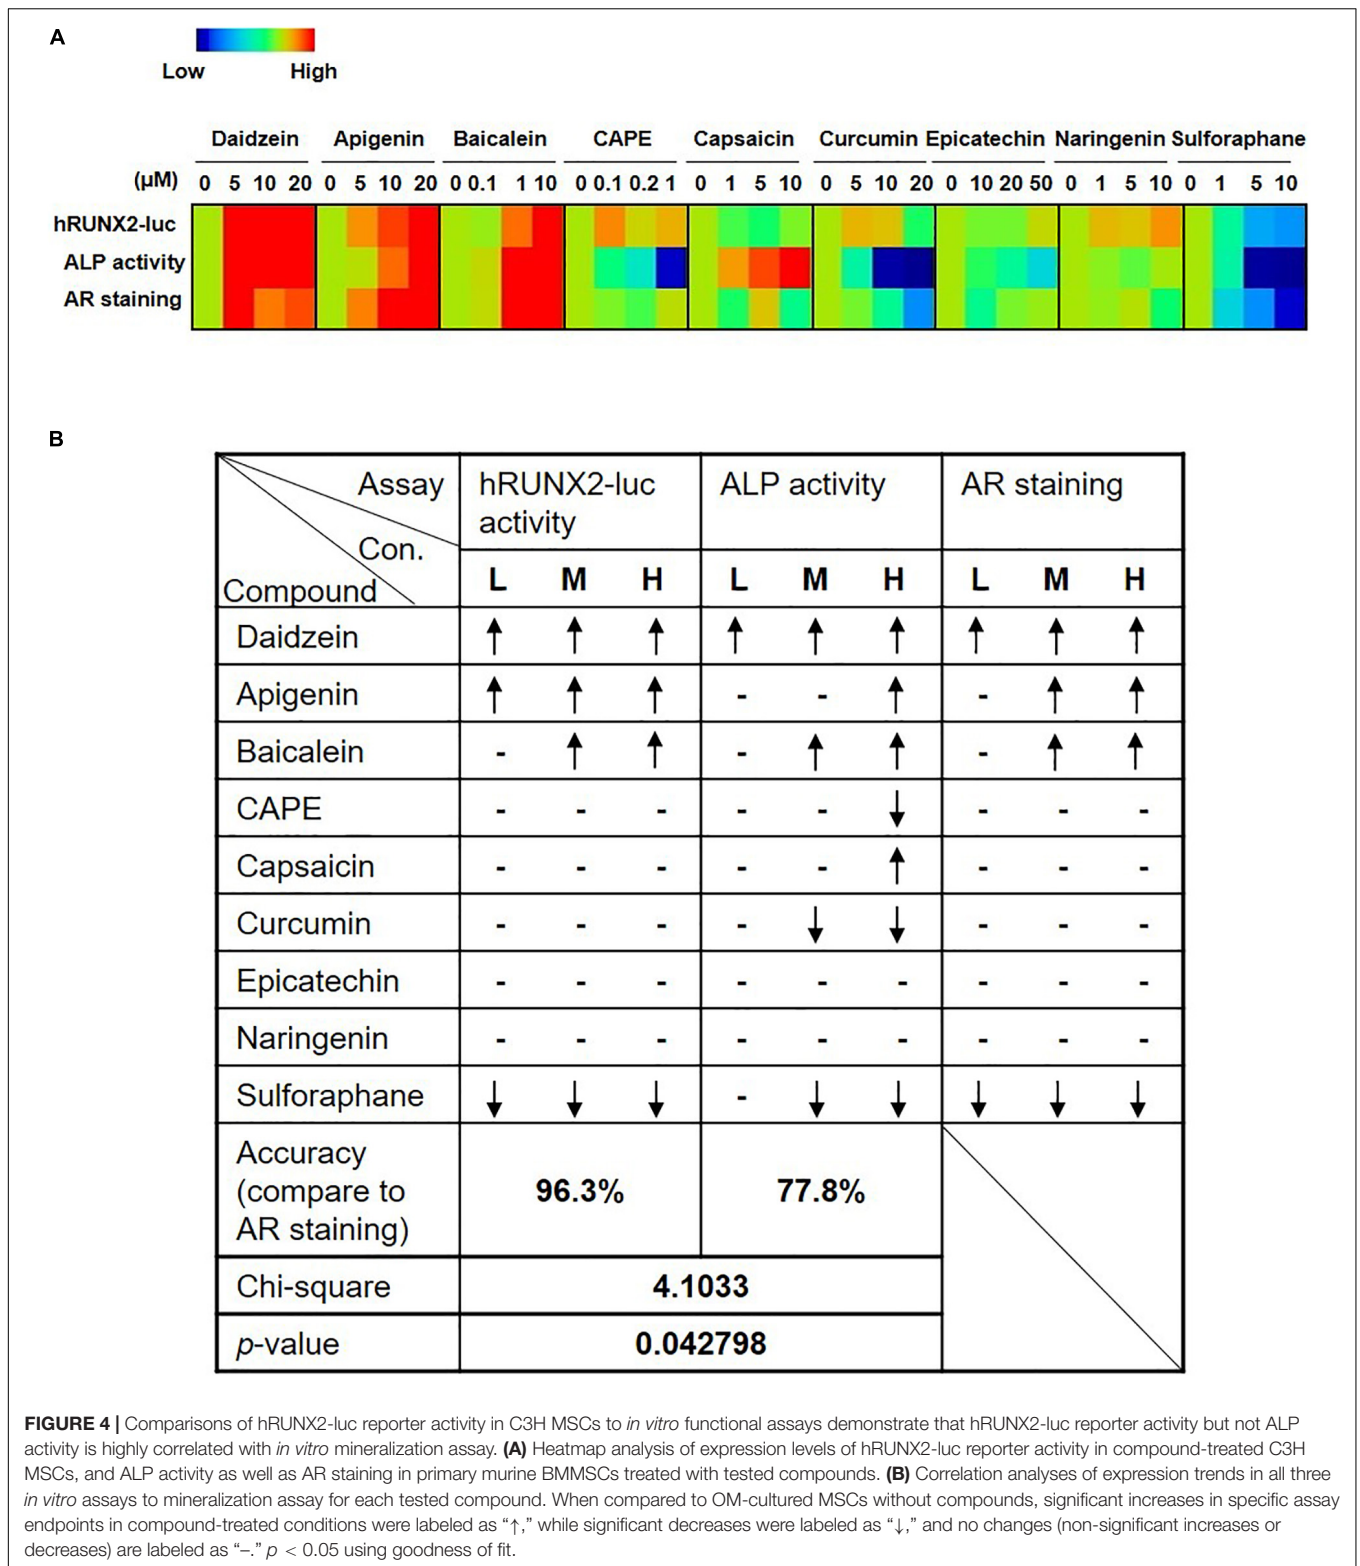 A
Low High
Daidzein Apigenin Baicalein CAPE Capsaicin Curcumin Epicatechin Naringenin Sulforaphane
(μM) 0 5 10 20 0 5 10 20 0 0.1 1 10 0 0.1 0.2 1 0 1 5 10 0 5 10 20 0 10 20 50 0 1 5 10 0 1 5 10
hRUNX2-luc
ALP activity
AR staining
B
Assay hRUNX2-luc ALP activity AR staining
activity
Con.
Compound L M H L M H L M H
Daidzein ↑ ↑ ↑ ↑ ↑ ↑ ↑ ↑ ↑
Apigenin ↑ ↑ ↑ - - ↑ - ↑ ↑
Baicalein - ↑ ↑ - ↑ ↑ - ↑ ↑
CAPE - - - - - ↓ - - -
Capsaicin - - - - - ↑ - - -
Curcumin - - - - ↓ ↓ - - -
Epicatechin - - - - - - - - -
Naringenin - - - - - - - - -
Sulforaphane ↓ ↓ ↓ - ↓ ↓ ↓ ↓ ↓
Accuracy
(compare to 96.3% 77.8%
AR staining)
Chi-square 4.1033
p-value 0.042798
FIGURE 4 | Comparisons of hRUNX2-luc reporter activity in C3H MSCs to in vitro functional assays demonstrate that hRUNX2-luc reporter activity but not ALP
activity is highly correlated with in vitro mineralization assay. (A) Heatmap analysis of expression levels of hRUNX2-luc reporter activity in compound-treated C3H
MSCs, and ALP activity as well as AR staining in primary murine BMMSCs treated with tested compounds. (B) Correlation analyses of expression trends in all three
in vitro assays to mineralization assay for each tested compound. When compared to OM-cultured MSCs without compounds, significant increases in specific assay
endpoints in compound-treated conditions were labeled as “↑,” while significant decreases were labeled as “↓,” and no changes (non-significant increases or
decreases) are labeled as “–.” p < 0.05 using goodness of fit.